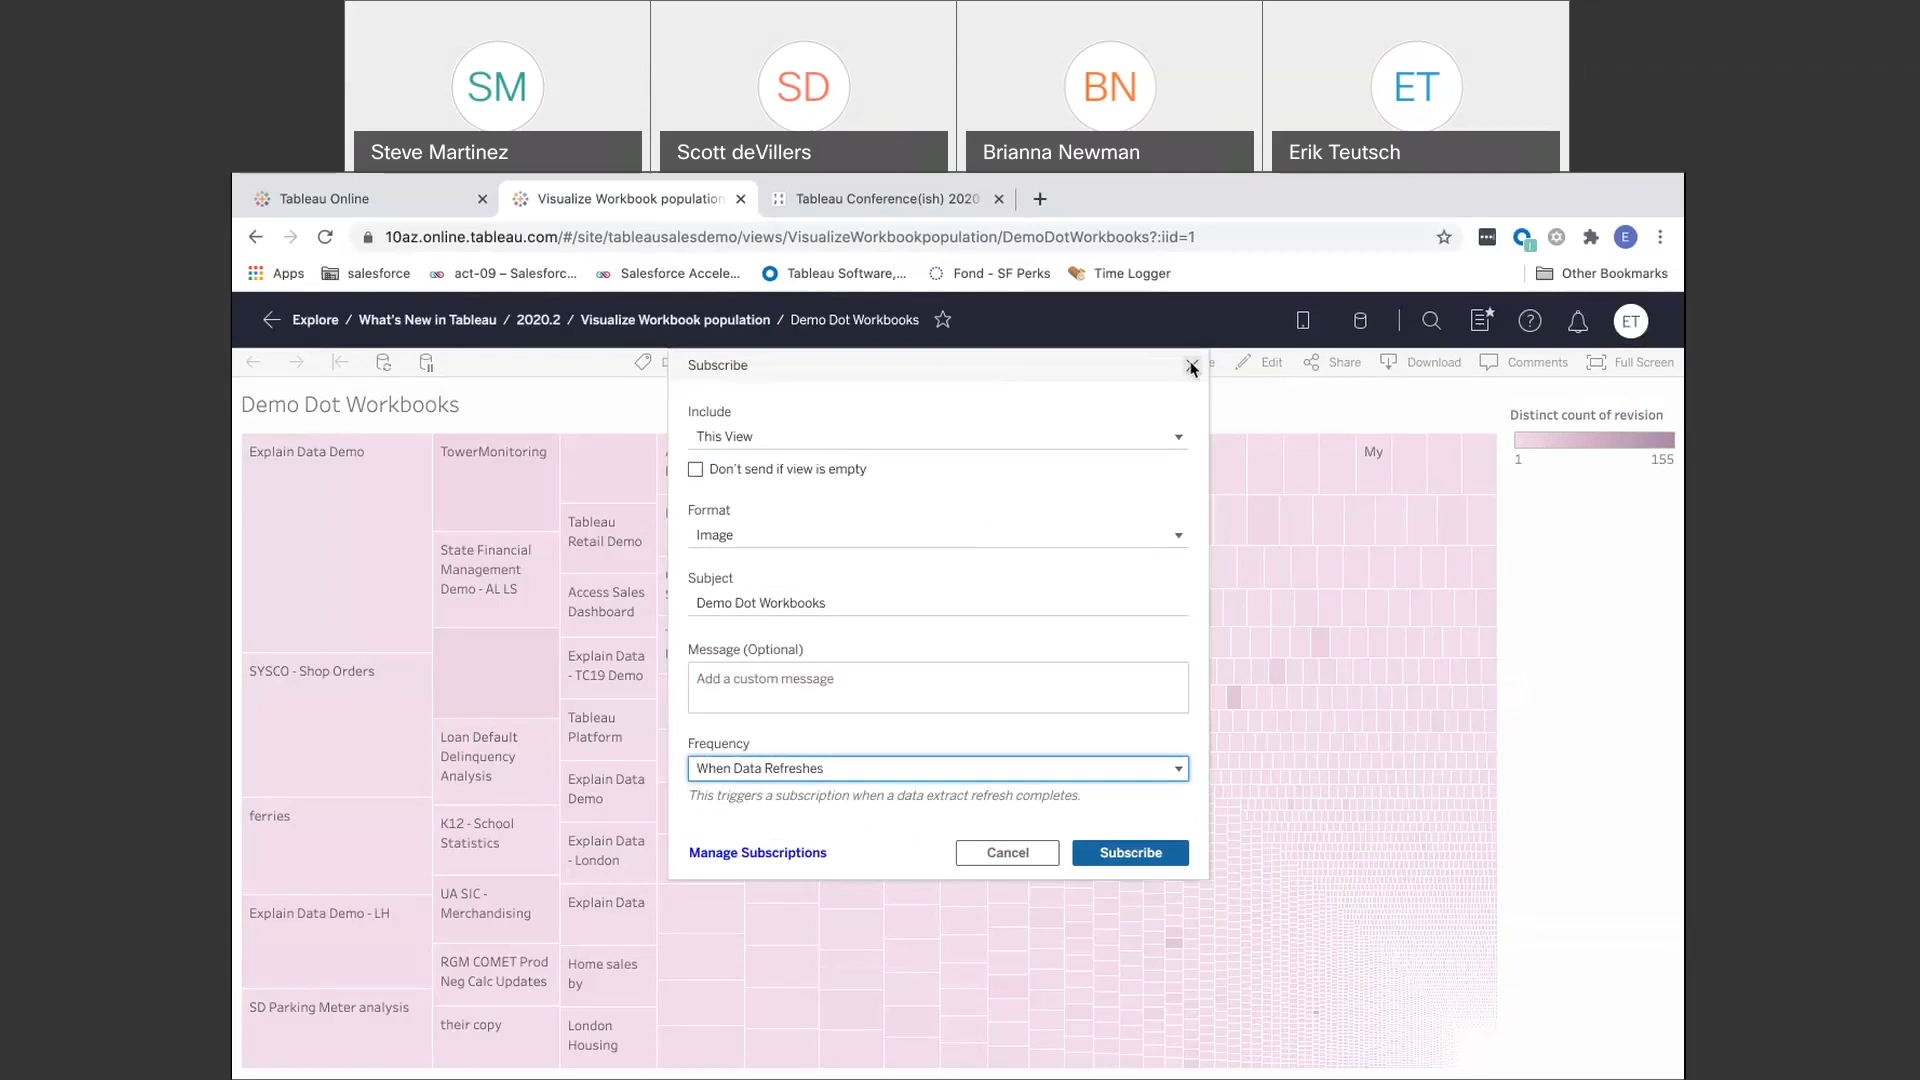 SM
SD
BN
ET
Steve Martinez
Scott deVillers
Brianna Newman
Erik Teutsch
Tableau Online
Visualize Workbook population
Tableau Conference(ish) 2020
10az.online.tableau.com/#/site/tableausalesdemo/views/VisualizeWorkbookpopulation/DemoDotWorkbooks?:iid=1
E
Apps
salesforce
act-09 – Salesforc...
Salesforce Accele...
Tableau Software,...
Fond - SF Perks
Time Logger
Other Bookmarks
Explore / What's New in Tableau / 2020.2 / Visualize Workbook population / Demo Dot Workbooks
ET
Edit
Share
Download
Comments
Full Screen
Demo Dot Workbooks
Explain Data Demo
SYSCO - Shop Orders
ferries
Explain Data Demo - LH
SD Parking Meter analysis
TowerMonitoring
State Financial
Management
Demo - AL LS
Loan Default
Delinquency
Analysis
K12 - School
Statistics
UA SIC -
Merchandising
RGM COMET Prod
Neg Calc Updates
their copy
Tableau
Retail Demo
Access Sales
Dashboard
Explain Data
- TC19 Demo
Tableau
Platform
Explain Data
Demo
Explain Data
- London
Explain Data
Home sales
by
London
Housing
Subscribe
Include
This View
Don't send if view is empty
Format
Image
Subject
Demo Dot Workbooks
Message (Optional)
Add a custom message
Frequency
When Data Refreshes
This triggers a subscription when a data extract refresh completes.
Manage Subscriptions
Cancel
Subscribe
My
Distinct count of revision
1
155